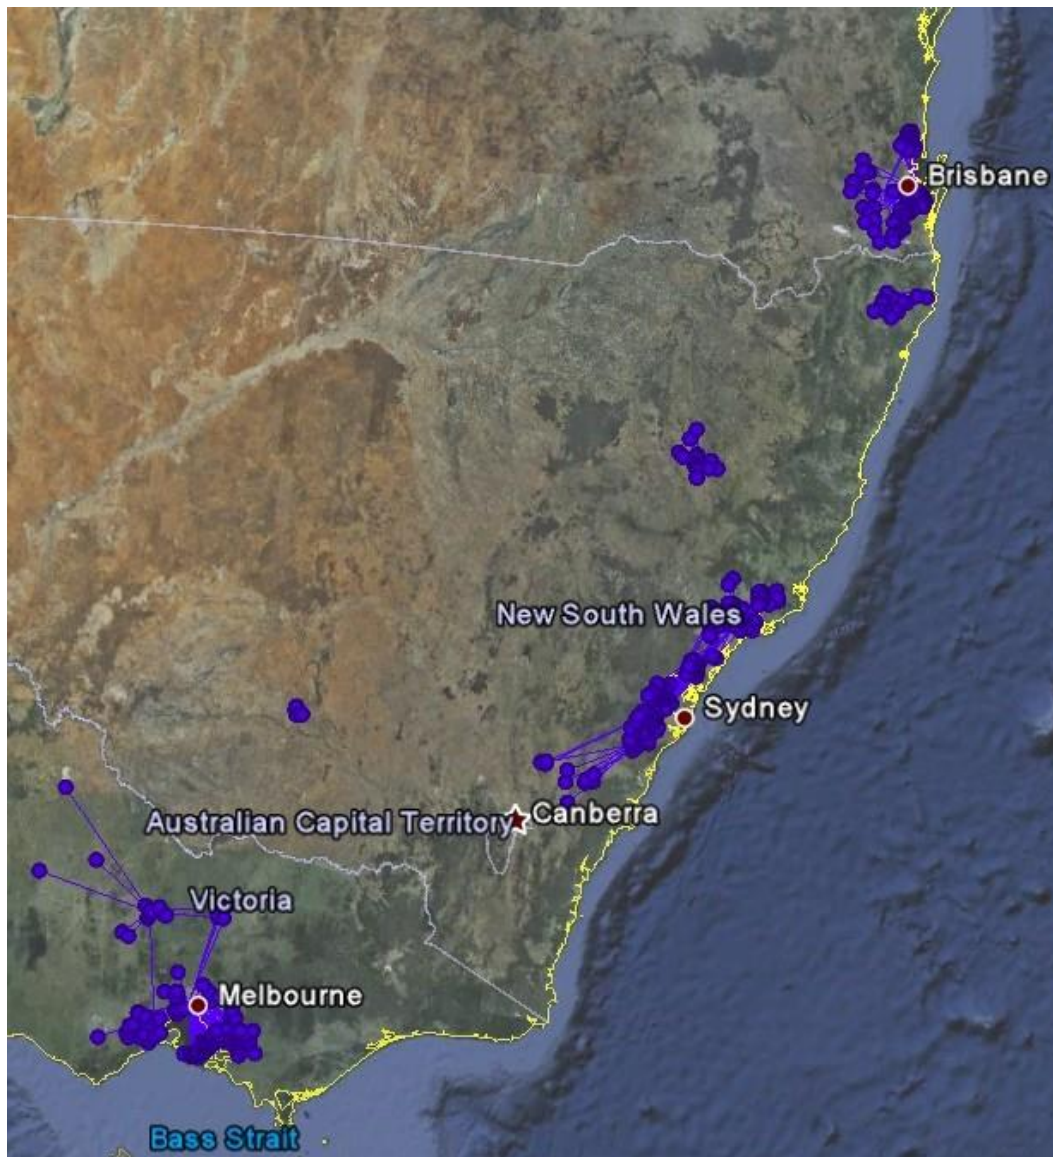 Brisbane
New South Wales
Sydney
Canberra
Australian Capital Territory
Victoria
Melbourne
Bass Strait